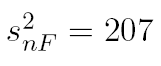 $s_{nF}^{2} = 207$